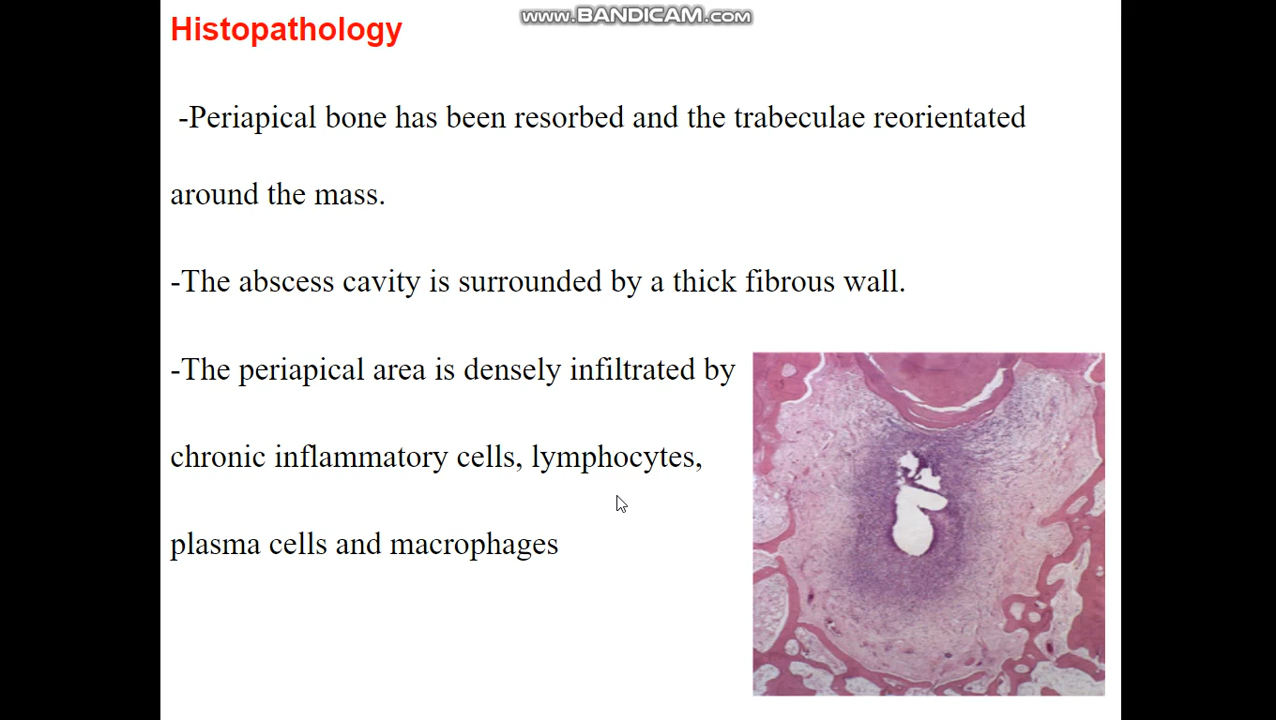 www.BANDICAM.com
Histopathology
-Periapical bone has been resorbed and the trabeculae reorientated
around the mass.
-The abscess cavity is surrounded by a thick fibrous wall.
-The periapical area is densely infiltrated by
chronic inflammatory cells, lymphocytes,
plasma cells and macrophages